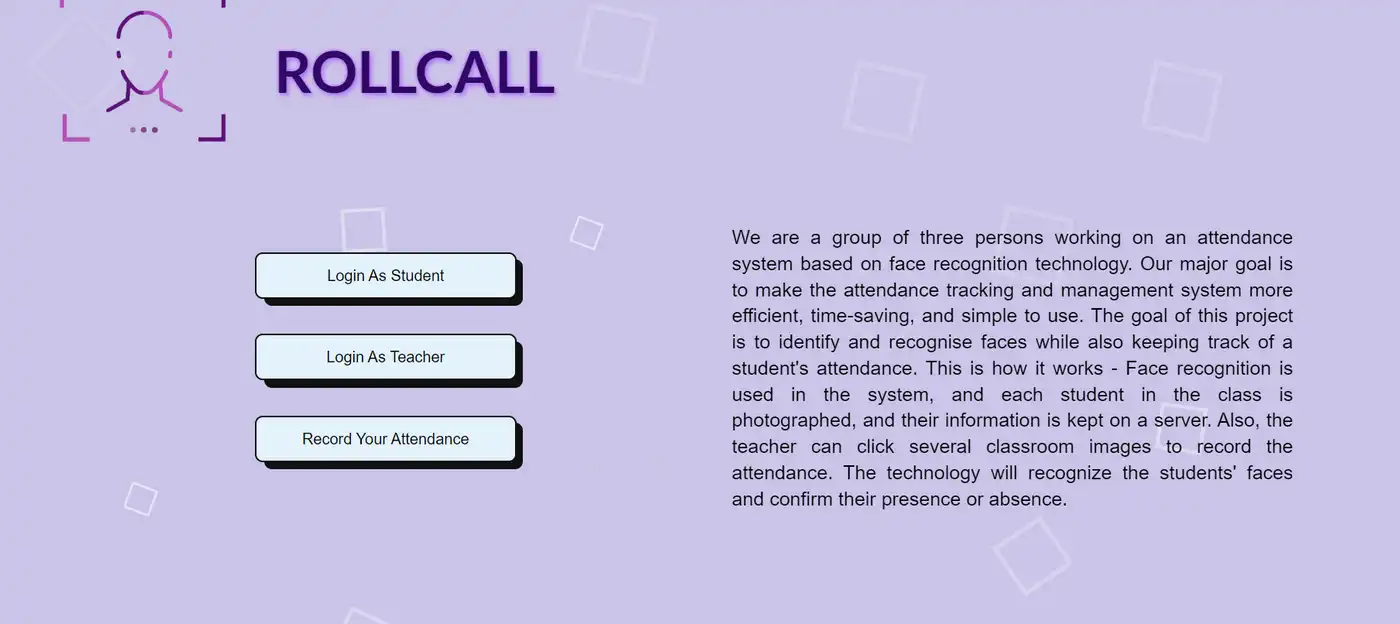 ROLLCALL
Login As Student
Login As Teacher
Record Your Attendance
We are a group of three persons working on an attendance
system based on face recognition technology. Our major goal is
to make the attendance tracking and management system more
efficient, time-saving, and simple to use. The goal of this project
is to identify and recognise faces while also keeping track of a
student's attendance. This is how it works - Face recognition is
used in the system, and each student in the class is
photographed, and their information is kept on a server. Also, the
teacher can click several classroom images to record the
attendance. The technology will recognize the students' faces
and confirm their presence or absence.